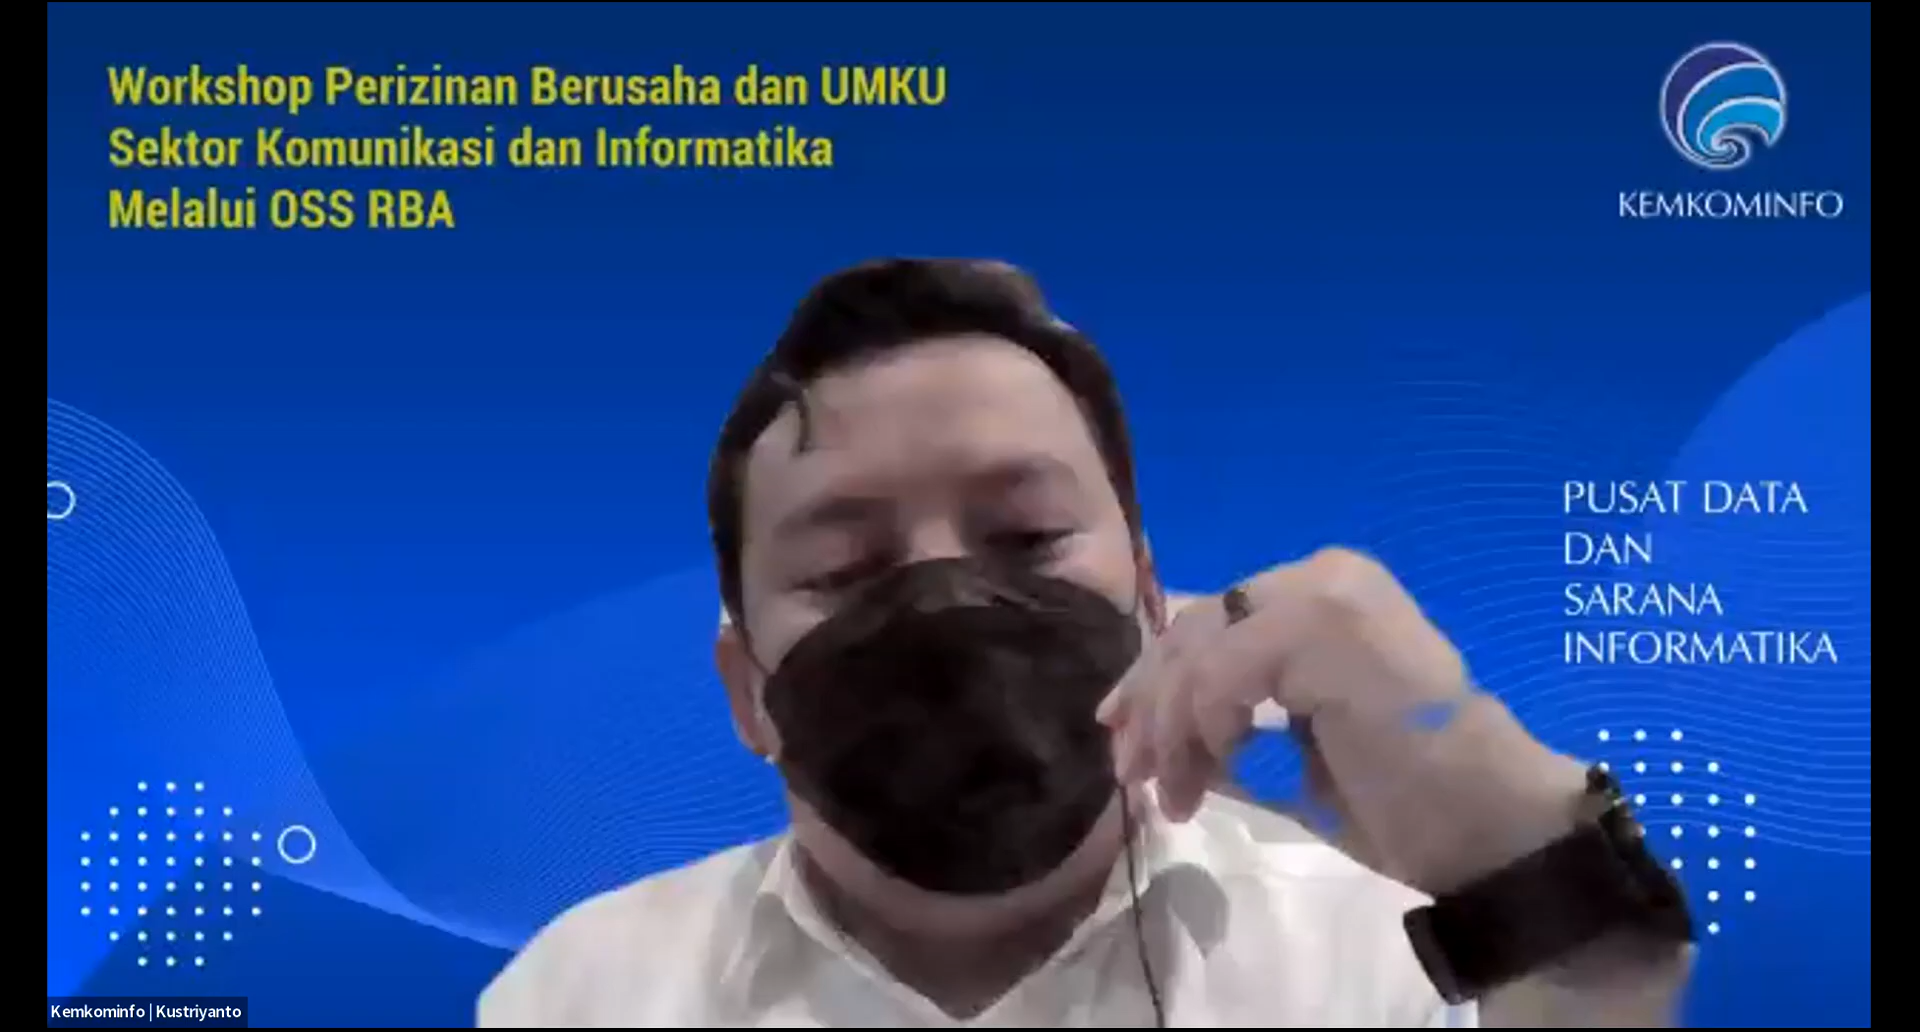 Workshop Perizinan Berusaha dan UMKU
Sektor Komunikasi dan Informatika
Melalui OSS RBA
KEMKOMINFO
PUSAT DATA
DAN
SARANA
INFORMATIKA
Kemkominfo | Kustriyanto